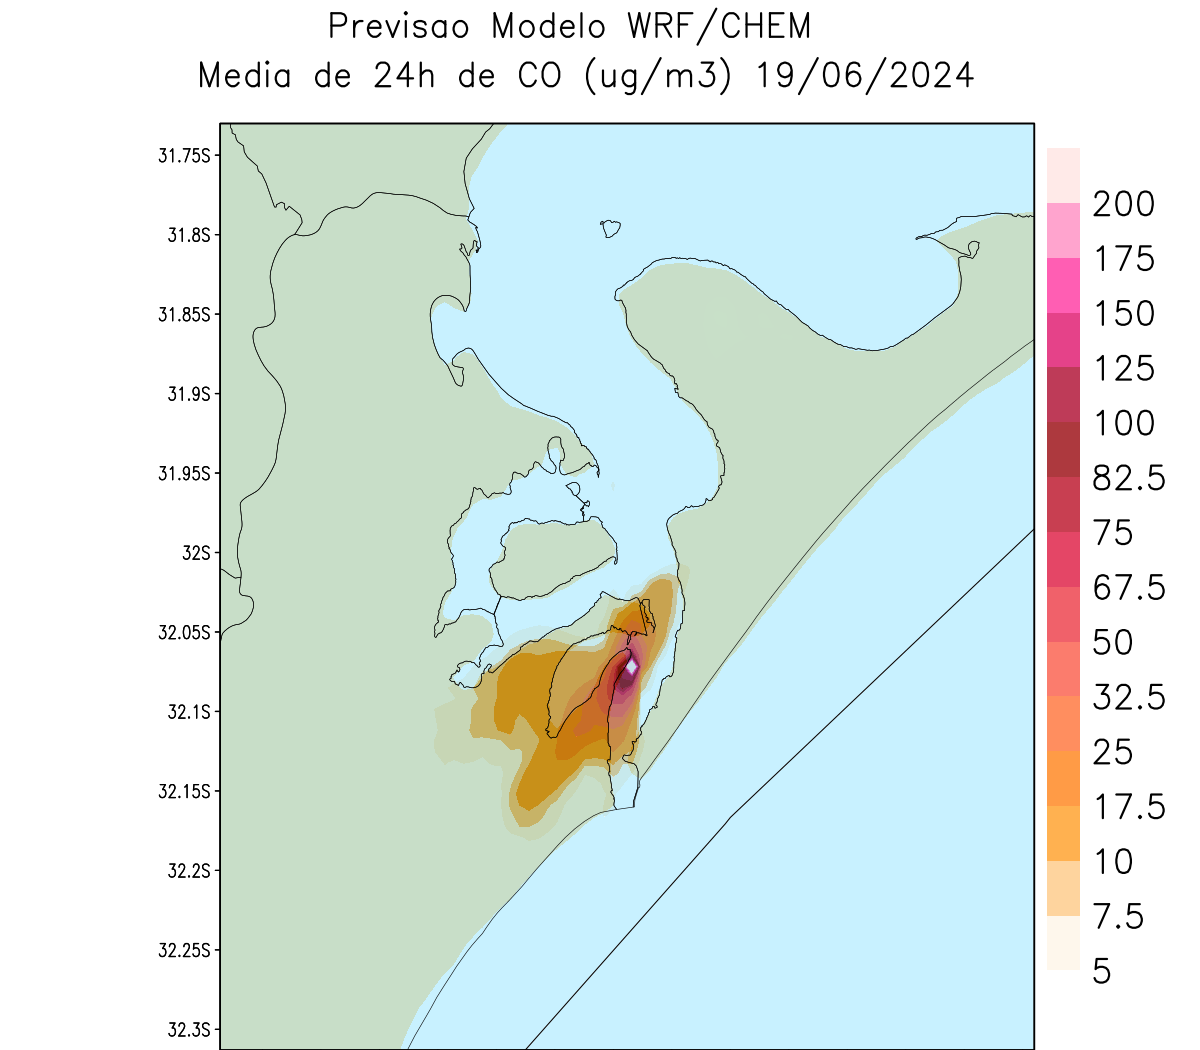 Previsao Modelo WRF/CHEM
Media de 24h de CO (ug/m3) 19/06/2024
31.75S
31.8S
31.85S
31.9S
31.95S
32S
32.05S
32.1S
32.15S
32.2S
32.25S
32.3S
200
175
150
125
100
82.5
75
67.5
50
32.5
25
17.5
10
7.5
5